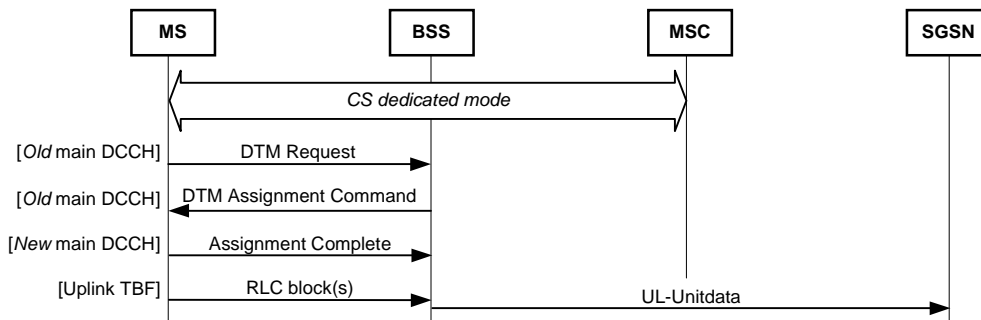 MS BSS MSC SGSN
CS dedicated mode
[Old main DCCH] DTM Request
[Old main DCCH] DTM Assignment Command
[New main DCCH] Assignment Complete
[Uplink TBF] RLC block(s) UL-Unitdata